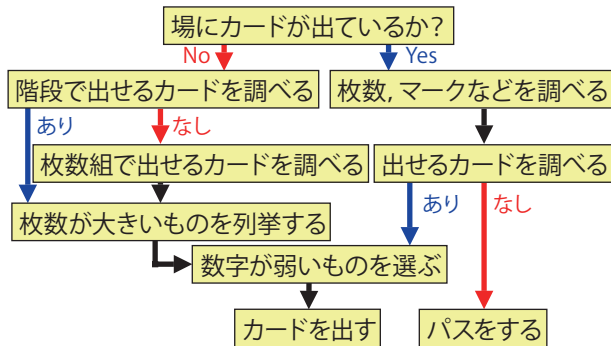 場にカードが出ているか?
No
Yes
階段で出せるカードを調べる
枚数,マークなどを調べる
あり
なし
枚数組で出せるカードを調べる
出せるカードを調べる
枚数が大きいものを列挙する
あり
なし
数字が弱いものを選ぶ
カードを出す
パスをする